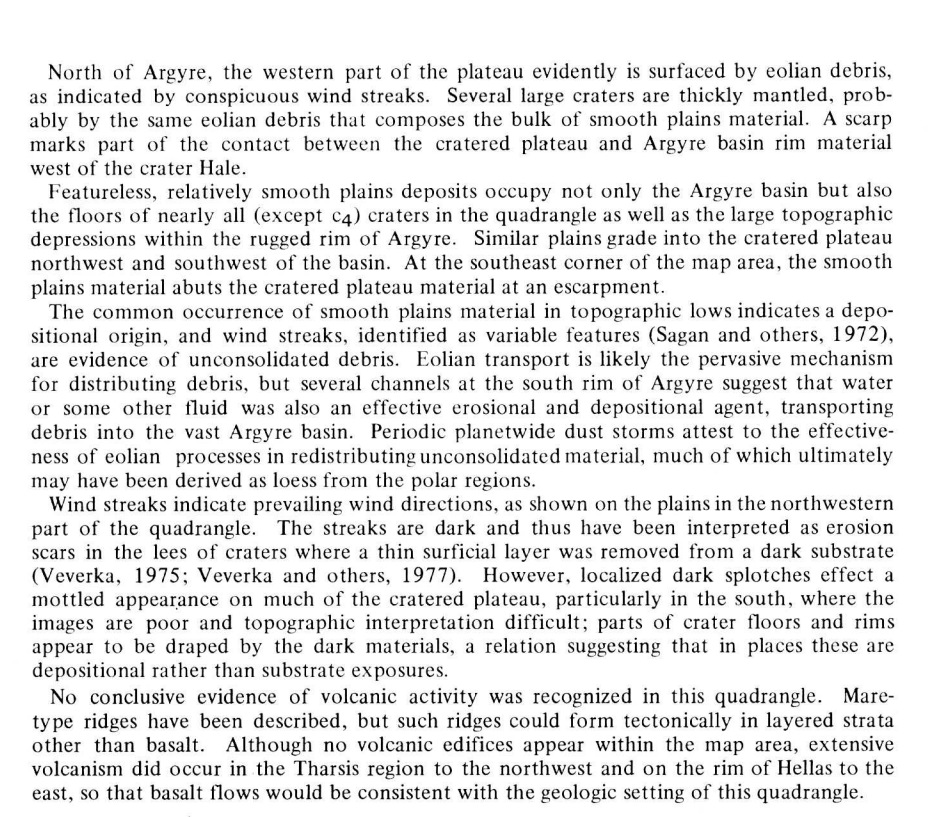 North of Argyre, the western part of the plateau evidently is surfaced by eolian debris,
as indicated by conspicuous wind streaks. Several large craters are thickly mantled, prob-
ably by the same eolian debris that composes the bulk of smooth plains material. A scarp
marks part of the contact between the cratered plateau and Argyre basin rim material
west of the crater Hale.
Featureless, relatively smooth plains deposits occupy not only the Argyre basin but also
the floors of nearly all (except c4) craters in the quadrangle as well as the large topographic
depressions within the rugged rim of Argyre. Similar plains grade into the cratered plateau
northwest and southwest of the basin. At the southeast corner of the map area, the smooth
plains material abuts the cratered plateau material at an escarpment.
The common occurrence of smooth plains material in topographic lows indicates a depo-
sitional origin, and wind streaks, identified as variable features (Sagan and others, 1972),
are evidence of unconsolidated debris. Eolian transport is likely the pervasive mechanism
for distributing debris, but several channels at the south rim of Argyre suggest that water
or some other fluid was also an effective erosional and depositional agent, transporting
debris into the vast Argyre basin. Periodic planetwide dust storms attest to the effective-
ness of eolian processes in redistributing unconsolidated material, much of which ultimately
may have been derived as loess from the polar regions.
Wind streaks indicate prevailing wind directions, as shown on the plains in the northwestern
part of the quadrangle. The streaks are dark and thus have been interpreted as erosion
scars in the lees of craters where a thin surficial layer was removed from a dark substrate
(Veverka, 1975; Veverka and others, 1977). However, localized dark splotches effect a
mottled appearance on much of the cratered plateau, particularly in the south, where the
images are poor and topographic interpretation difficult; parts of crater floors and rims
appear to be draped by the dark materials, a relation suggesting that in places these are
depositional rather than substrate exposures.
No conclusive evidence of volcanic activity was recognized in this quadrangle. Mare-
type ridges have been described, but such ridges could form tectonically in layered strata
other than basalt. Although no volcanic edifices appear within the map area, extensive
volcanism did occur in the Tharsis region to the northwest and on the rim of Hellas to the
east, so that basalt flows would be consistent with the geologic setting of this quadrangle.